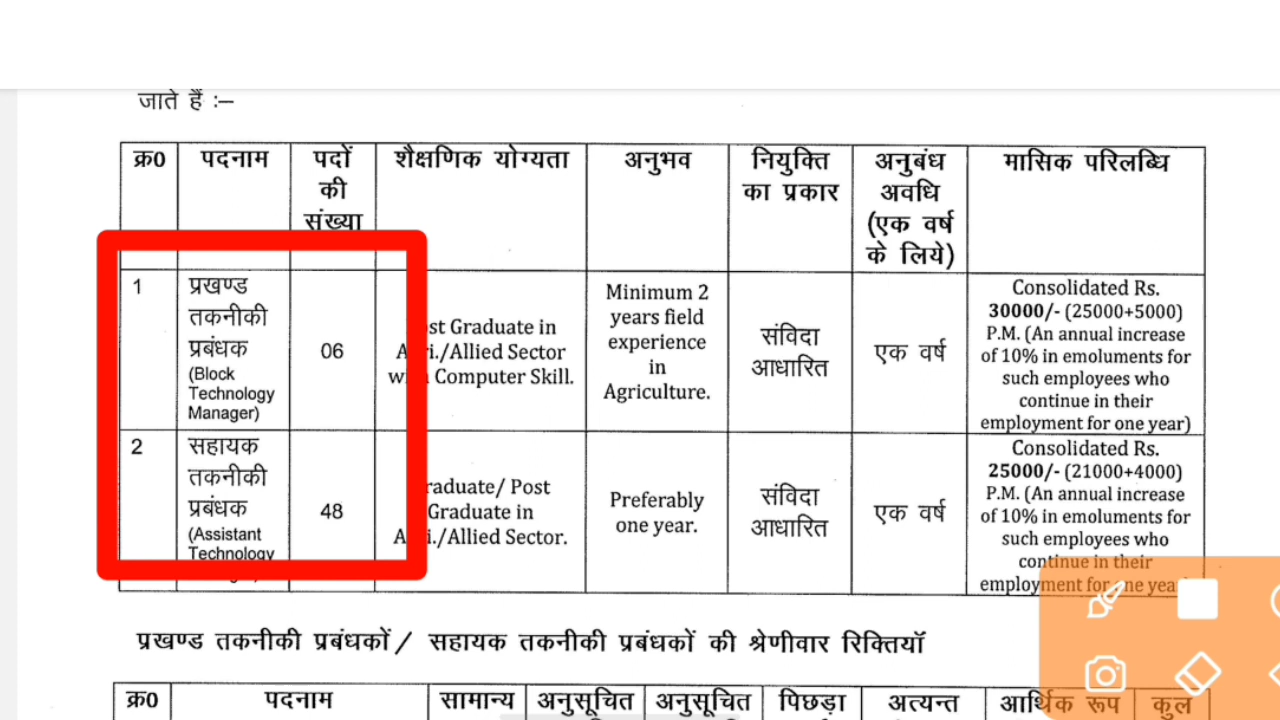 जाते हैं :–
क्र0 पदनाम पदों की संख्या शैक्षणिक योग्यता अनुभव नियुक्ति का प्रकार अनुबंध अवधि (एक वर्ष के लिये) मासिक परिलब्धि
1
प्रखण्ड
तकनीकी
प्रबंधक
(Block
Technology
Manager)
06
Graduate in
/Allied Sector
Computer Skill.
Minimum 2
years field
experience
in
Agriculture.
संविदा
आधारित
एक वर्ष
Consolidated Rs.
30000/- (25000+5000)
P.M. (An annual increase
of 10% in emoluments for
such employees who
continue in their
employment for one year)
2
सहायक
तकनीकी
प्रबंधक
(Assistant
Technology
48
Post
Graduate in
/Allied Sector.
Preferably
one year.
संविदा
आधारित
एक वर्ष
Consolidated Rs.
25000/- (21000+4000)
P.M. (An annual increase
of 10% in emoluments for
such employees who
continue in their
employment for
प्रखण्ड तकनीकी प्रबंधकों / सहायक तकनीकी प्रबंधकों की श्रेणीवार रिक्तियॉ
क्र0 पदनाम सामान्य अनुसूचित अनुसूचित पिछड़ा अत्यन्त आर्थिक रूप कुल